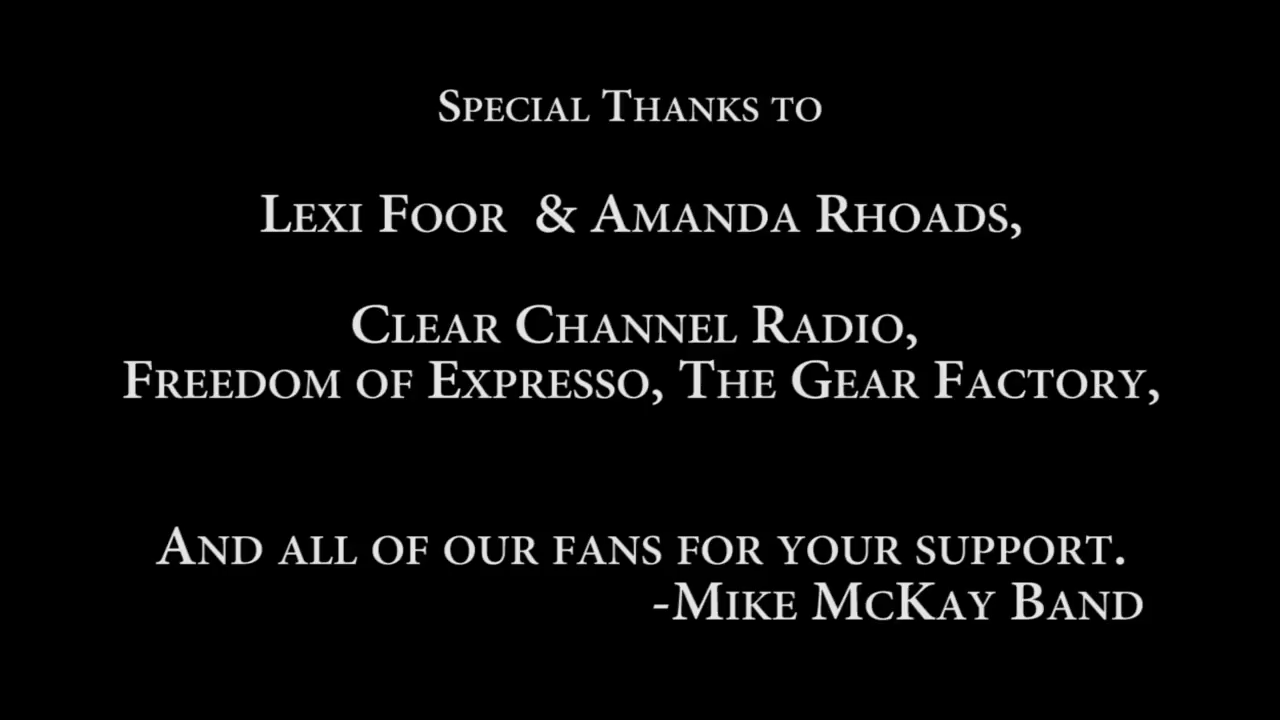 Special Thanks to
Lexi Foor & Amanda Rhoads,
Clear Channel Radio,
Freedom of Expresso, The Gear Factory,
And all of our fans for your support.
-Mike McKay Band